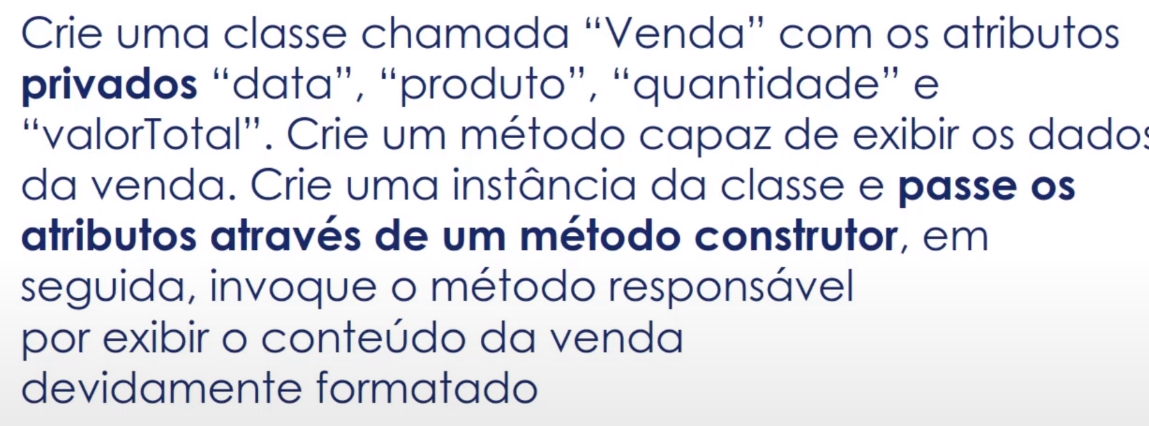 Crie uma classe chamada “Venda” com os atributos
privados “data”, “produto”, “quantidade” e
“valorTotal”. Crie um método capaz de exibir os dados
da venda. Crie uma instância da classe e passe os
atributos através de um método construtor, em
seguida, invoque o método responsável
por exibir o conteúdo da venda
devidamente formatado